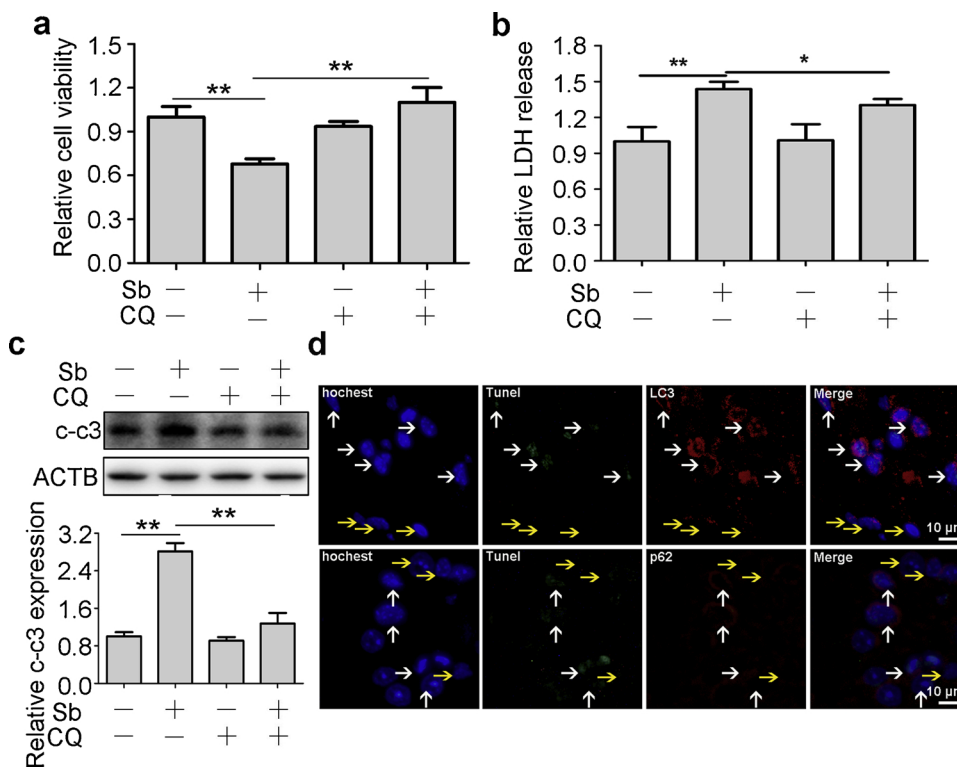 a
Relative cell viability
1.5
1.2
0.9
0.6
0.3
0.0
**
**
Sb — + — +
CQ — — + +
b
Relative LDH release
1.8
1.5
1.2
0.9
0.6
0.3
0.0
**
*
Sb — + — +
CQ — — + +
c
Sb — + — +
CQ — — + +
c-c3
ACTB
Relative c-c3 expression
3.2
2.4
1.6
0.8
0.0
**
**
Sb — + — +
CQ — — + +
d
hochest Tunel LC3 Merge
10 µm
hochest Tunel p62 Merge
10 µm